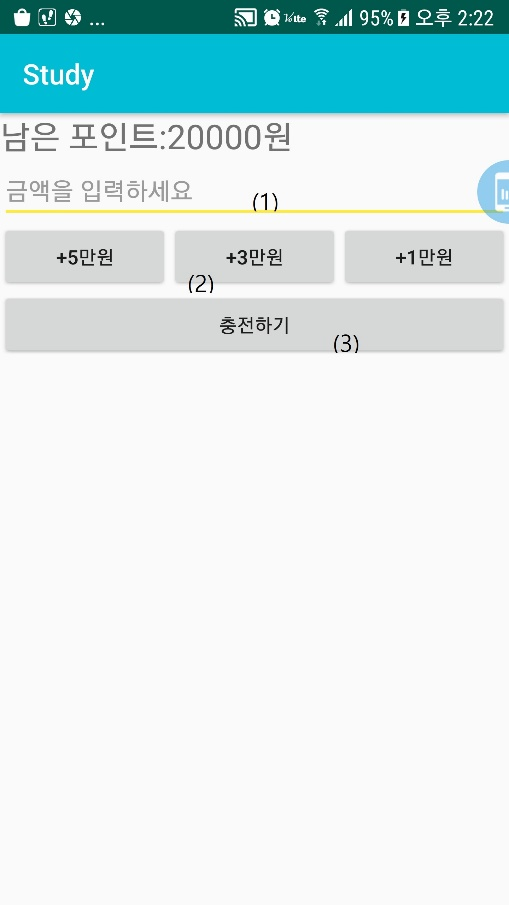 ... VoLTE 95% 오후 2:22
Study
남은 포인트:20000원
금액을 입력하세요
(1)
+5만원 +3만원 +1만원
(2)
충전하기
(3)